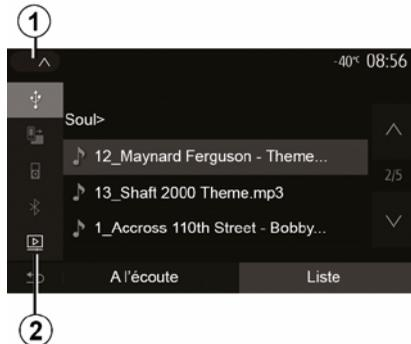 1
-40°C 08:56
Soul>
12_Maynard Ferguson - Theme...
2/5
13_Shaft 2000 Theme.mp3
1_Accross 110th Street - Bobby...
A l'écoute Liste
2